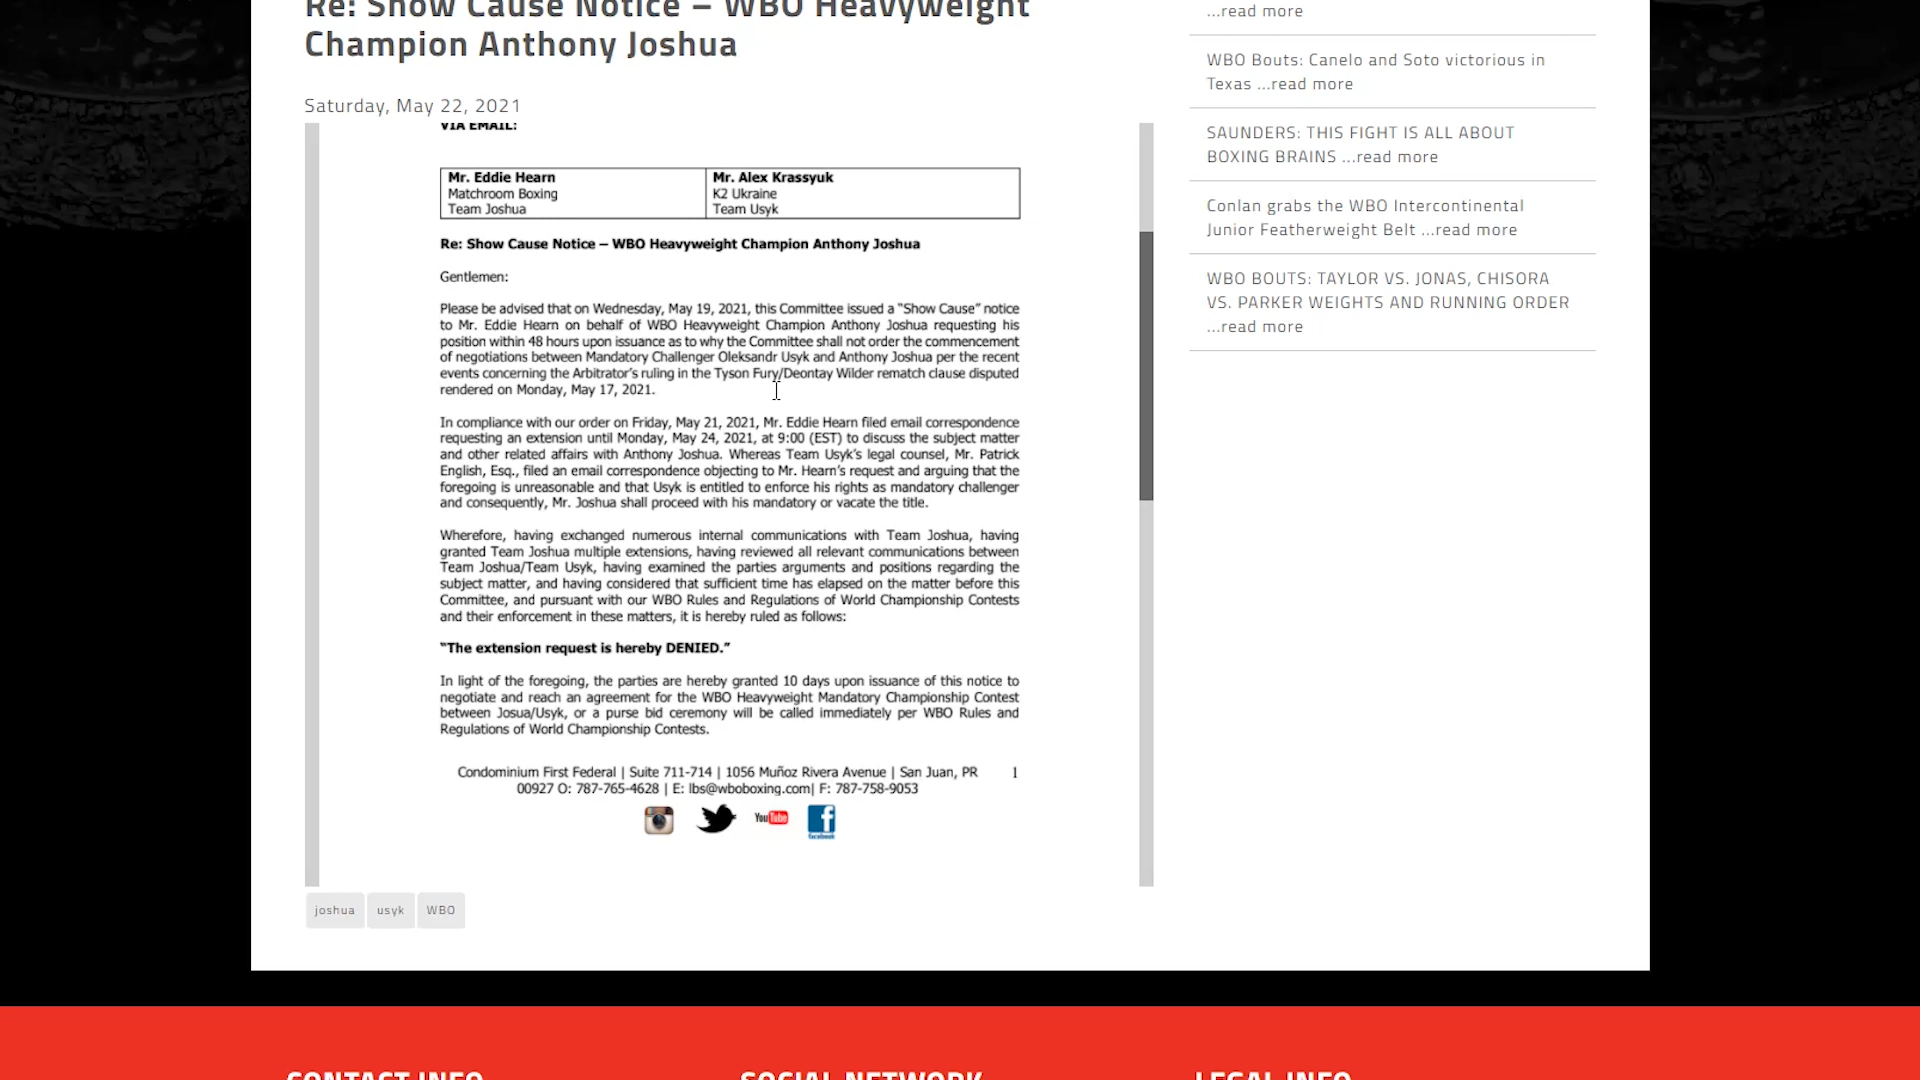 Re: Show Cause Notice – WBO Heavyweight
Champion Anthony Joshua
Saturday, May 22, 2021
VIA EMAIL:
Mr. Eddie Hearn
Matchroom Boxing
Team Joshua
Mr. Alex Krassyuk
K2 Ukraine
Team Usyk
Re: Show Cause Notice – WBO Heavyweight Champion Anthony Joshua
Gentlemen:
Please be advised that on Wednesday, May 19, 2021, this Committee issued a "Show Cause" notice
to Mr. Eddie Hearn on behalf of WBO Heavyweight Champion Anthony Joshua requesting his
position within 48 hours upon issuance as to why the Committee shall not order the commencement
of negotiations between Mandatory Challenger Oleksandr Usyk and Anthony Joshua per the recent
events concerning the Arbitrator's ruling in the Tyson Fury/Deontay Wilder rematch clause disputed
rendered on Monday, May 17, 2021.
In compliance with our order on Friday, May 21, 2021, Mr. Eddie Hearn filed email correspondence
requesting an extension until Monday, May 24, 2021, at 9:00 (EST) to discuss the subject matter
and other related affairs with Anthony Joshua. Whereas Team Usyk's legal counsel, Mr. Patrick
English, Esq., filed an email correspondence objecting to Mr. Hearn's request and arguing that the
foregoing is unreasonable and that Usyk is entitled to enforce his rights as mandatory challenger
and consequently, Mr. Joshua shall proceed with his mandatory or vacate the title.
Wherefore, having exchanged numerous internal communications with Team Joshua, having
granted Team Joshua multiple extensions, having reviewed all relevant communications between
Team Joshua/Team Usyk, having examined the parties arguments and positions regarding the
subject matter, and having considered that sufficient time has elapsed on the matter before this
Committee, and pursuant with our WBO Rules and Regulations of World Championship Contests
and their enforcement in these matters, it is hereby ruled as follows:
"The extension request is hereby DENIED."
In light of the foregoing, the parties are hereby granted 10 days upon issuance of this notice to
negotiate and reach an agreement for the WBO Heavyweight Mandatory Championship Contest
between Josua/Usyk, or a purse bid ceremony will be called immediately per WBO Rules and
Regulations of World Championship Contests.
Condominium First Federal | Suite 711-714 | 1056 Muñoz Rivera Avenue | San Juan, PR
1
00927 O: 787-765-4628 | E: lbs@wboboxing.com| F: 787-758-9053
YouTube
facebook
joshua
usyk
WBO
...read more
WBO Bouts: Canelo and Soto victorious in
Texas ...read more
SAUNDERS: THIS FIGHT IS ALL ABOUT
BOXING BRAINS ...read more
Conlan grabs the WBO Intercontinental
Junior Featherweight Belt ...read more
WBO BOUTS: TAYLOR VS. JONAS, CHISORA
VS. PARKER WEIGHTS AND RUNNING ORDER
...read more
CONTACT INFO
SOCIAL NETWORK
LEGAL INFO